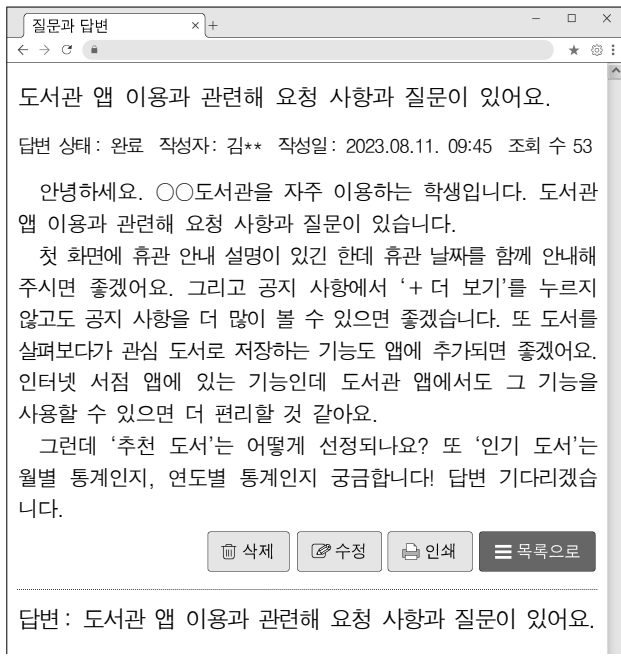 질문과 답변
도서관 앱 이용과 관련해 요청 사항과 질문이 있어요.
답변 상태: 완료 작성자: 김** 작성일: 2023.08.11. 09:45 조회 수 53
안녕하세요. ○○도서관을 자주 이용하는 학생입니다. 도서관
앱 이용과 관련해 요청 사항과 질문이 있습니다.
첫 화면에 휴관 안내 설명이 있긴 한데 휴관 날짜를 함께 안내해
주시면 좋겠어요. 그리고 공지 사항에서 ‘+ 더 보기’를 누르지
않고도 공지 사항을 더 많이 볼 수 있으면 좋겠습니다. 또 도서를
살펴보다가 관심 도서로 저장하는 기능도 앱에 추가되면 좋겠어요.
인터넷 서점 앱에 있는 기능인데 도서관 앱에서도 그 기능을
사용할 수 있으면 더 편리할 것 같아요.
그런데 ‘추천 도서’는 어떻게 선정되나요? 또 ‘인기 도서’는
월별 통계인지, 연도별 통계인지 궁금합니다! 답변 기다리겠습
니다.
삭제 수정 인쇄 목록으로
답변: 도서관 앱 이용과 관련해 요청 사항과 질문이 있어요.